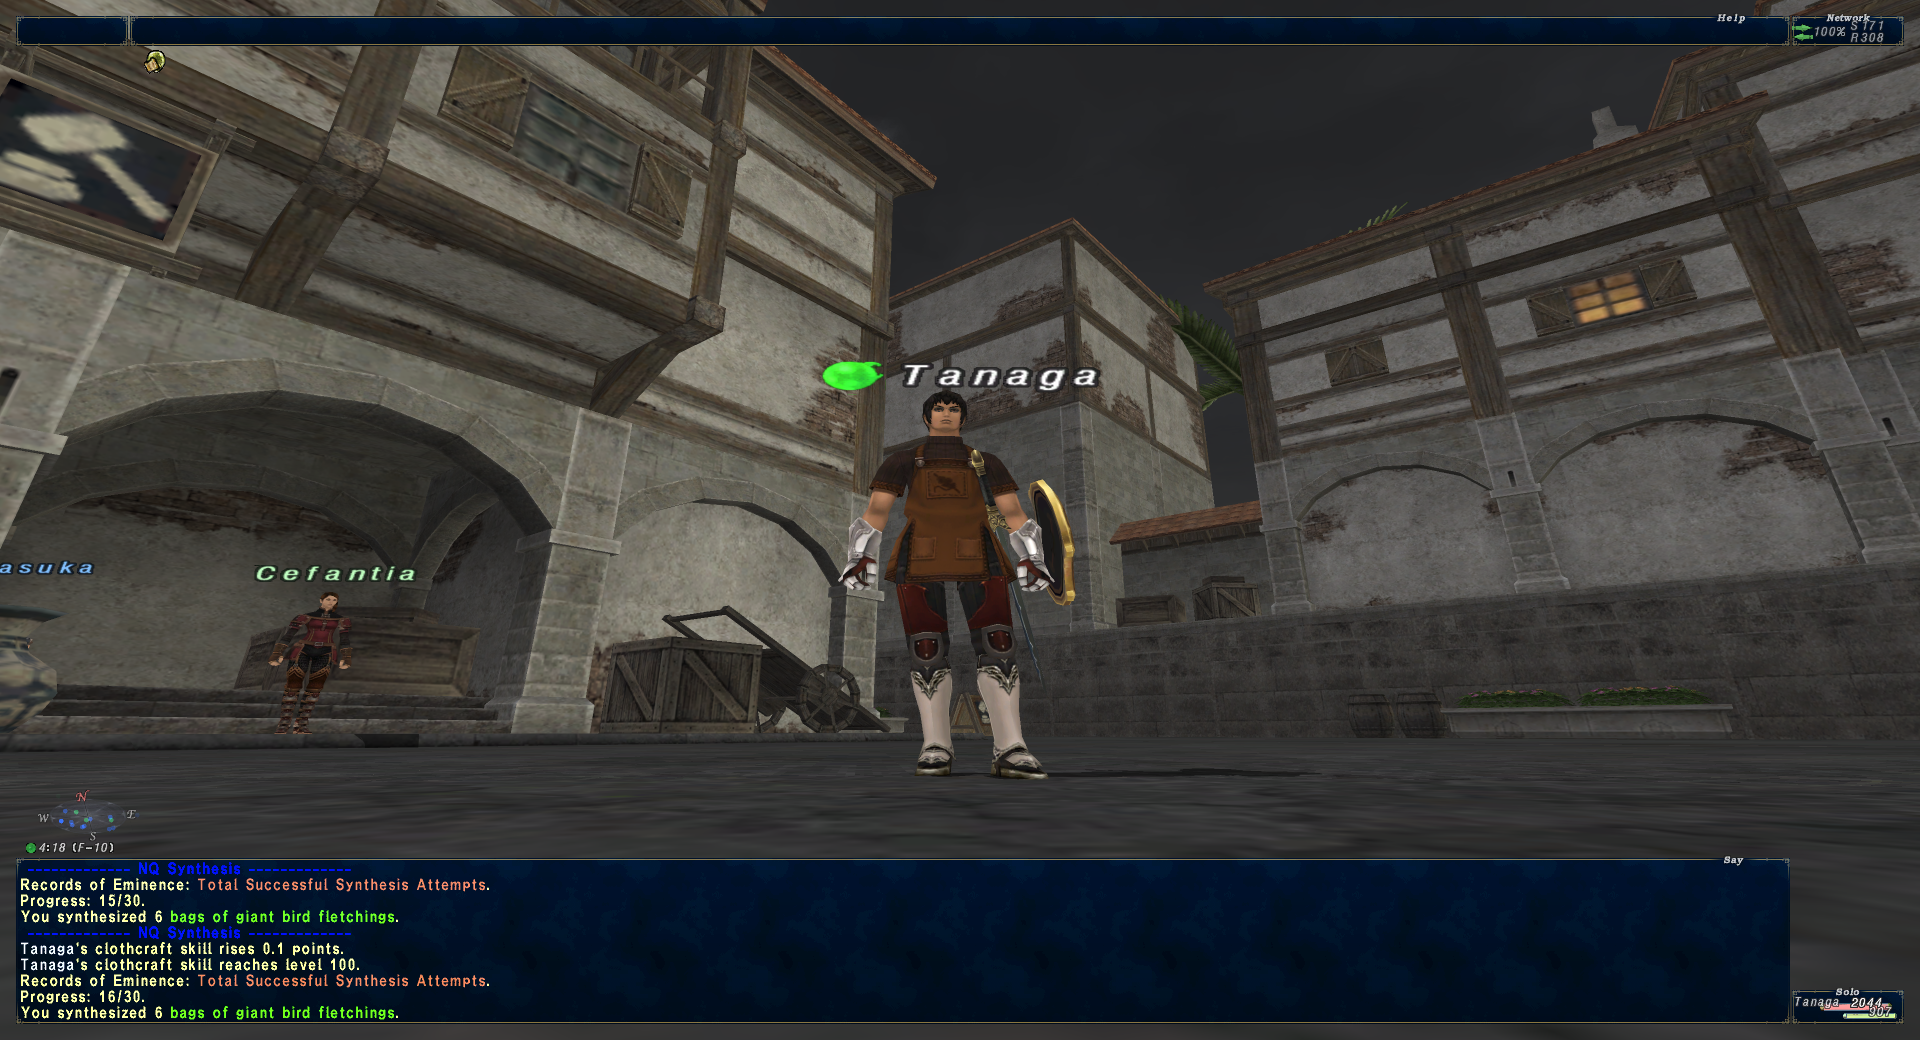 Help
Network
100% S 171
R 308
Tanaga
asuka
Cefantia
N
W E
S
4:18 (F-10)
Say
------------- NQ Synthesis -------------
Records of Eminence: Total Successful Synthesis Attempts.
Progress: 15/30.
You synthesized 6 bags of giant bird fletchings.
------------- NQ Synthesis -------------
Tanaga's clothcraft skill rises 0.1 points.
Tanaga's clothcraft skill reaches level 100.
Records of Eminence: Total Successful Synthesis Attempts.
Progress: 16/30.
You synthesized 6 bags of giant bird fletchings.
Solo
Tanaga 2044
907